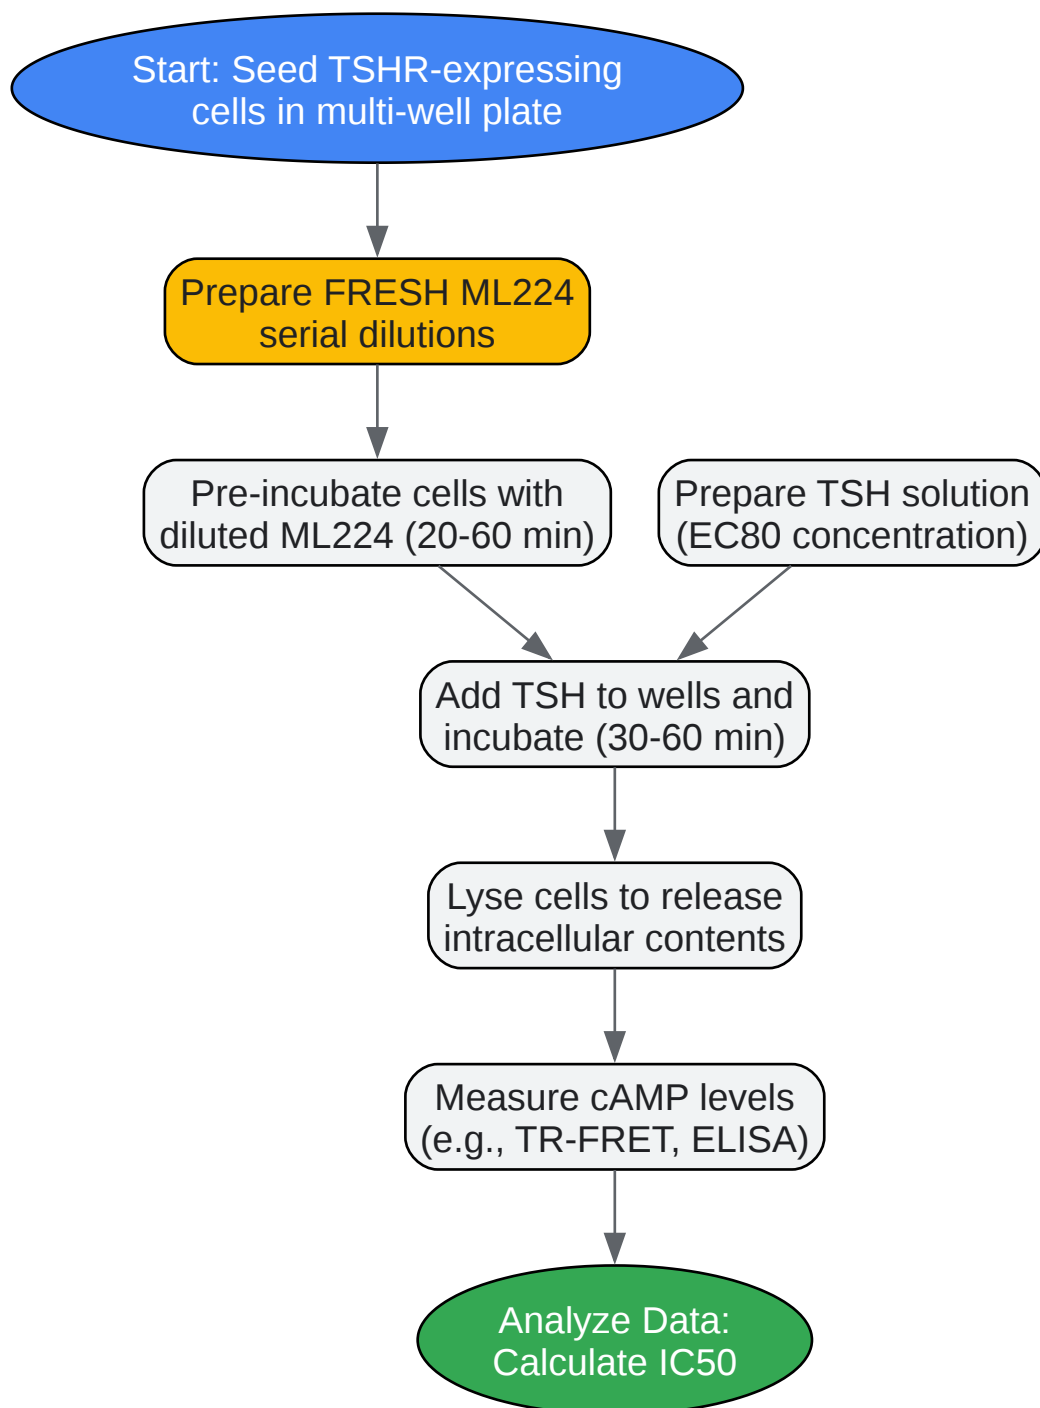 Start: Seed TSHR-expressing
cells in multi-well plate
Prepare FRESH ML224
serial dilutions
Pre-incubate cells with
diluted ML224 (20-60 min)
Prepare TSH solution
(EC80 concentration)
Add TSH to wells and
incubate (30-60 min)
Lyse cells to release
intracellular contents
Measure cAMP levels
(e.g., TR-FRET, ELISA)
Analyze Data:
Calculate IC50